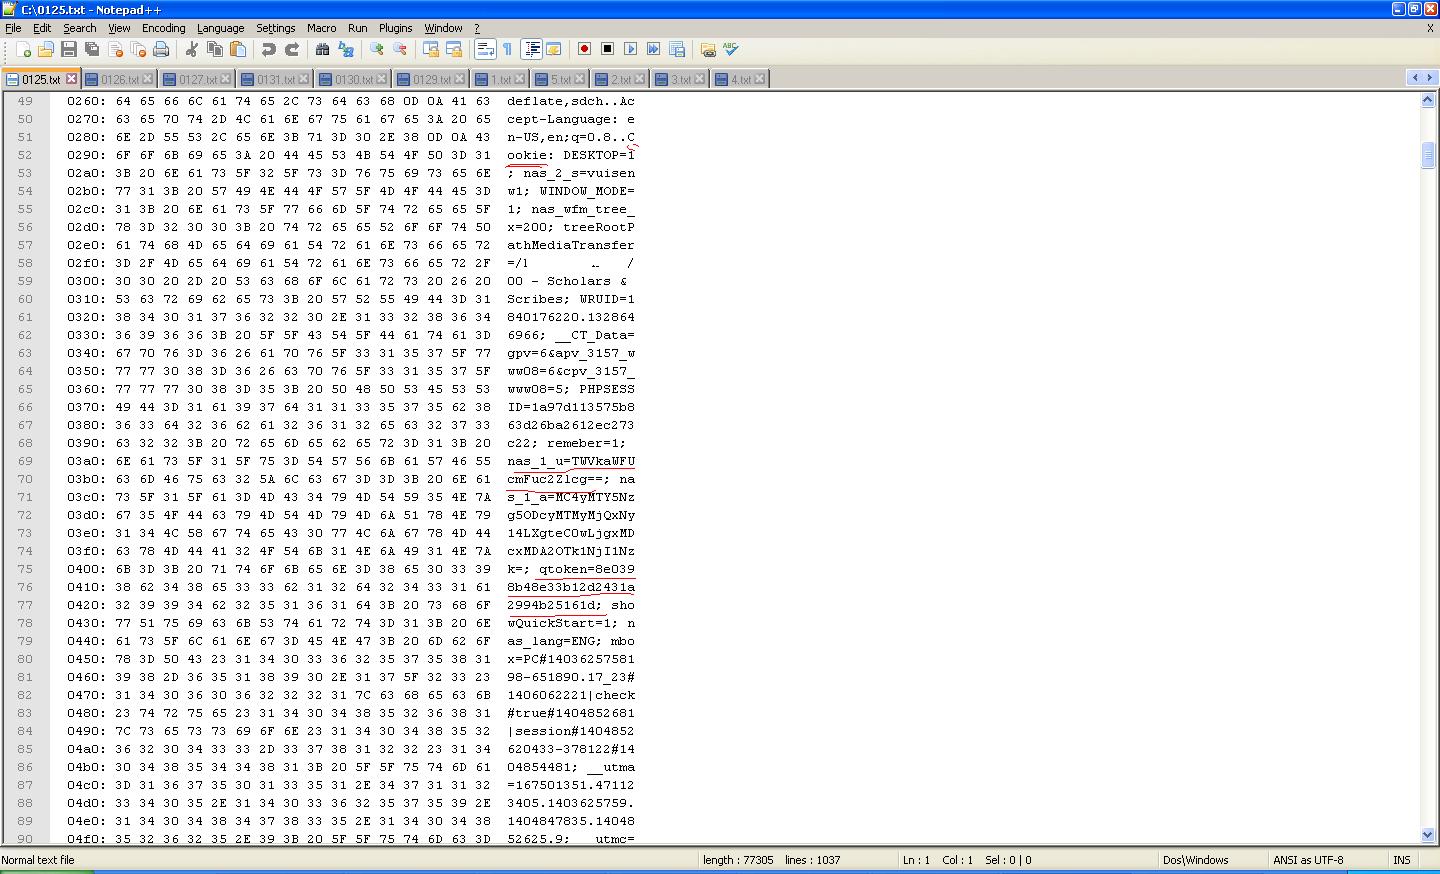 C:\0125.txt - Notepad++
File Edit Search View Encoding Language Settings Macro Run Plugins Window ? X
0125.txt 0126.txt 0127.txt 0131.txt 0130.txt 0129.txt 1.txt 5.txt 2.txt 3.txt 4.txt
49 0260: 64 65 66 6C 61 74 65 2C 73 64 63 68 0D 0A 41 63 deflate,sdch..Ac
50 0270: 63 65 70 74 2D 4C 61 6E 67 75 61 67 65 3A 20 65 cept-Language: e
51 0280: 6E 2D 55 53 2C 65 6E 3B 71 3D 30 2E 38 0D 0A 43 n-US,en;q=0.8..C
52 0290: 6F 6F 6B 69 65 3A 20 44 45 53 4B 54 4F 50 3D 31 ookie: DESKTOP=1
53 02a0: 3B 20 6E 61 73 5F 32 5F 73 3D 76 75 69 73 65 6E ; nas_2_s=vuisen
54 02b0: 77 31 3B 20 57 49 4E 44 4F 57 5F 4D 4F 44 45 3D w1; WINDOW_MODE=
55 02c0: 31 3B 20 6E 61 73 5F 77 66 6D 5F 74 72 65 65 5F 1; nas_wfm_tree_
56 02d0: 78 3D 32 30 30 3B 20 74 72 65 65 52 6F 6F 74 50 x=200; treeRootP
57 02e0: 61 74 68 4D 65 64 69 61 54 72 61 6E 73 66 65 72 athMediaTransfer
58 02f0: 3D 2F 4D 65 64 69 61 54 72 61 6E 73 66 65 72 2F =/l /
59 0300: 30 30 20 2D 20 53 63 68 6F 6C 61 72 73 20 26 20 00 - Scholars &
60 0310: 53 63 72 69 62 65 73 3B 20 57 52 55 49 44 3D 31 Scribes; WRUID=1
61 0320: 38 34 30 31 37 36 32 32 30 2E 31 33 32 38 36 34 840176220.132864
62 0330: 36 39 36 36 3B 20 5F 5F 43 54 5F 44 61 74 61 3D 6966; __CT_Data=
63 0340: 67 70 76 3D 36 26 61 70 76 5F 33 31 35 37 5F 77 gpv=6&apv_3157_w
64 0350: 77 77 30 38 3D 36 26 63 70 76 5F 33 31 35 37 5F ww08=6&cpv_3157_
65 0360: 77 77 77 30 38 3D 35 3B 20 50 48 50 53 45 53 53 www08=5; PHPSESS
66 0370: 49 44 3D 31 61 39 37 64 31 31 33 35 37 35 62 38 ID=1a97d113575b8
67 0380: 36 33 64 32 36 62 61 32 36 31 32 65 63 32 37 33 63d26ba2612ec273
68 0390: 63 32 32 3B 20 72 65 6D 65 62 65 72 3D 31 3B 20 c22; remeber=1;
69 03a0: 6E 61 73 5F 31 5F 75 3D 54 57 56 6B 61 57 46 55 nas_1_u=TWVkaWFU
70 03b0: 63 6D 46 75 63 32 5A 6C 63 67 3D 3D 3B 20 6E 61 cmFuc2Zlcg==; na
71 03c0: 73 5F 31 5F 61 3D 4D 43 34 79 4D 54 59 35 4E 7A s_1_a=MC4yMTY5Nz
72 03d0: 67 35 4F 44 63 79 4D 54 4D 79 4D 6A 51 78 4E 79 g5ODcyMTMyMjQxNy
73 03e0: 31 34 4C 58 67 74 65 43 30 77 4C 6A 67 78 4D 44 14LXgteC0wLjgxMD
74 03f0: 63 78 4D 44 41 32 4F 54 6B 31 4E 6A 49 31 4E 7A cxMDA2OTk1NjI1Nz
75 0400: 6B 3D 3B 20 71 74 6F 6B 65 6E 3D 38 65 30 33 39 k=; qtoken=8e039
76 0410: 38 62 34 38 65 33 33 62 31 32 64 32 34 33 31 61 8b48e33b12d2431a
77 0420: 32 39 39 34 62 32 35 31 36 31 64 3B 20 73 68 6F 2994b25161d; sho
78 0430: 77 51 75 69 63 6B 53 74 61 72 74 3D 31 3B 20 6E wQuickStart=1; n
79 0440: 61 73 5F 6C 61 6E 67 3D 45 4E 47 3B 20 6D 62 6F as_lang=ENG; mbo
80 0450: 78 3D 50 43 23 31 34 30 33 36 32 35 37 35 38 31 x=PC#14036257581
81 0460: 39 38 2D 36 35 31 38 39 30 2E 31 37 5F 32 33 23 98-651890.17_23#
82 0470: 31 34 30 36 30 36 32 32 32 31 7C 63 68 65 63 6B 1406062221|check
83 0480: 23 74 72 75 65 23 31 34 30 34 38 35 32 36 38 31 #true#1404852681
84 0490: 7C 73 65 73 73 69 6F 6E 23 31 34 30 34 38 35 32 |session#1404852
85 04a0: 36 32 30 34 33 33 2D 33 37 38 31 32 32 23 31 34 620433-378122#14
86 04b0: 30 34 38 35 34 34 38 31 3B 20 5F 5F 75 74 6D 61 04854481; __utma
87 04c0: 3D 31 36 37 35 30 31 33 35 31 2E 34 37 31 31 32 =167501351.47112
88 04d0: 33 34 30 35 2E 31 34 30 33 36 32 35 37 35 39 2E 3405.1403625759.
89 04e0: 31 34 30 34 38 34 37 38 33 35 2E 31 34 30 34 38 1404847835.14048
90 04f0: 35 32 36 32 35 2E 39 3B 20 5F 5F 75 74 6D 63 3D 52625.9; __utmc=
Normal text file length : 77305 lines : 1037 Ln : 1 Col : 1 Sel : 0 | 0 Dos\Windows ANSI as UTF-8 INS